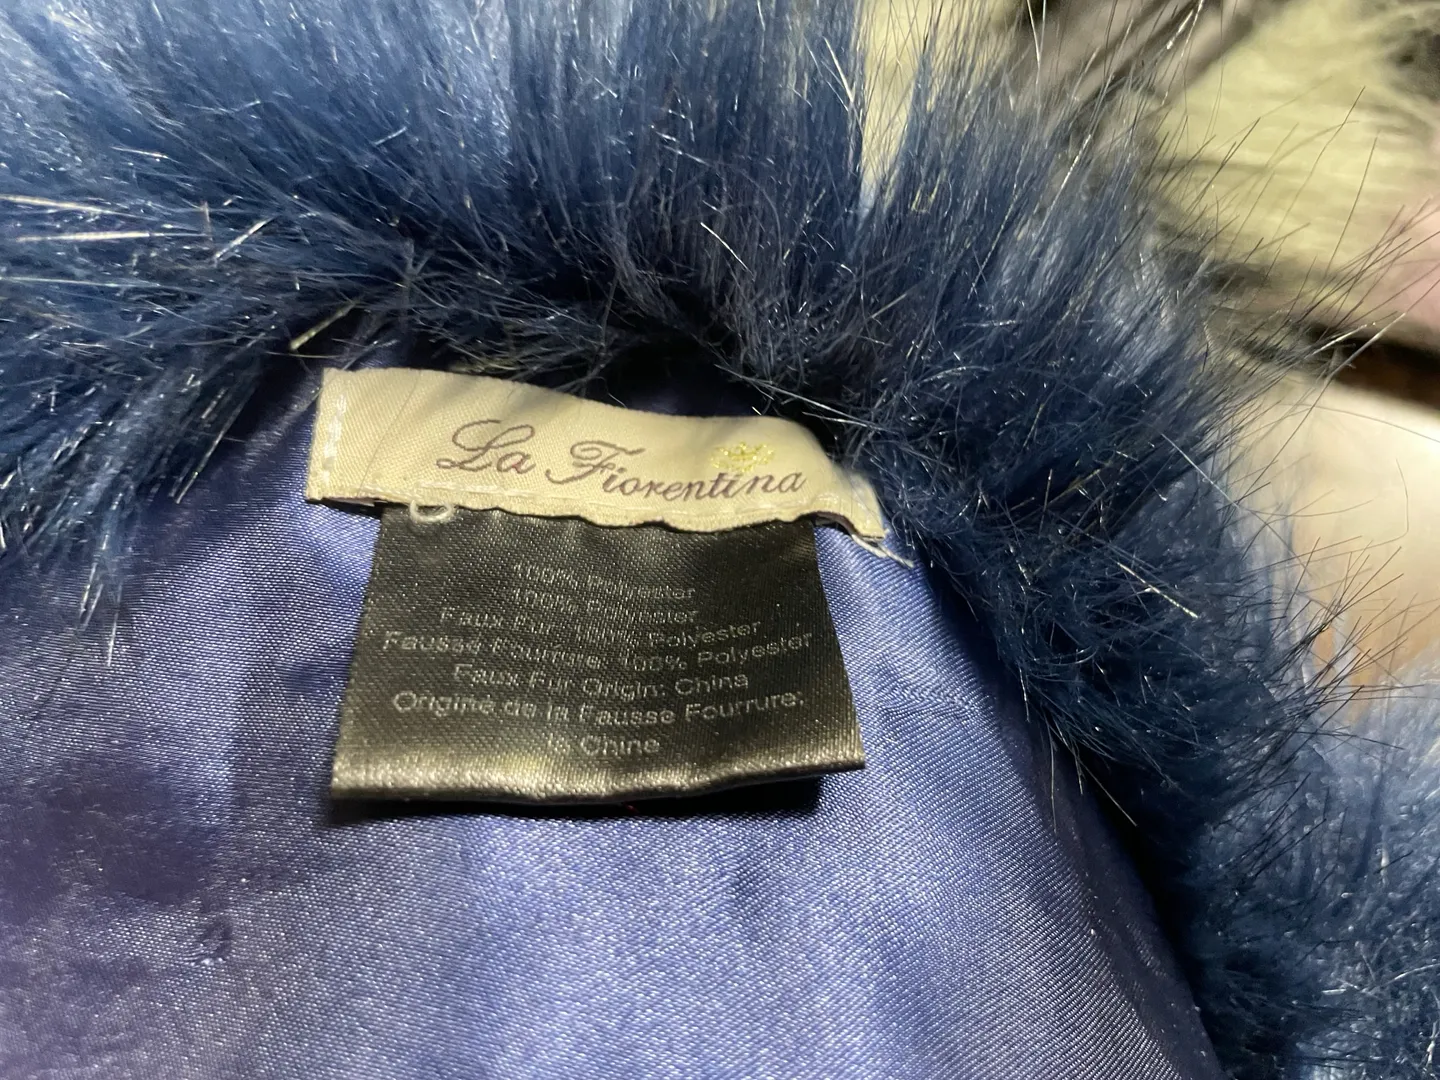 La Fiorentina
100% Polyester
100% Polyester
Faux Fur: 100% Polyester
Fausse Fourrure: 100% Polyester
Faux Fur Origin: China
Origine de la Fausse Fourrure:
la Chine